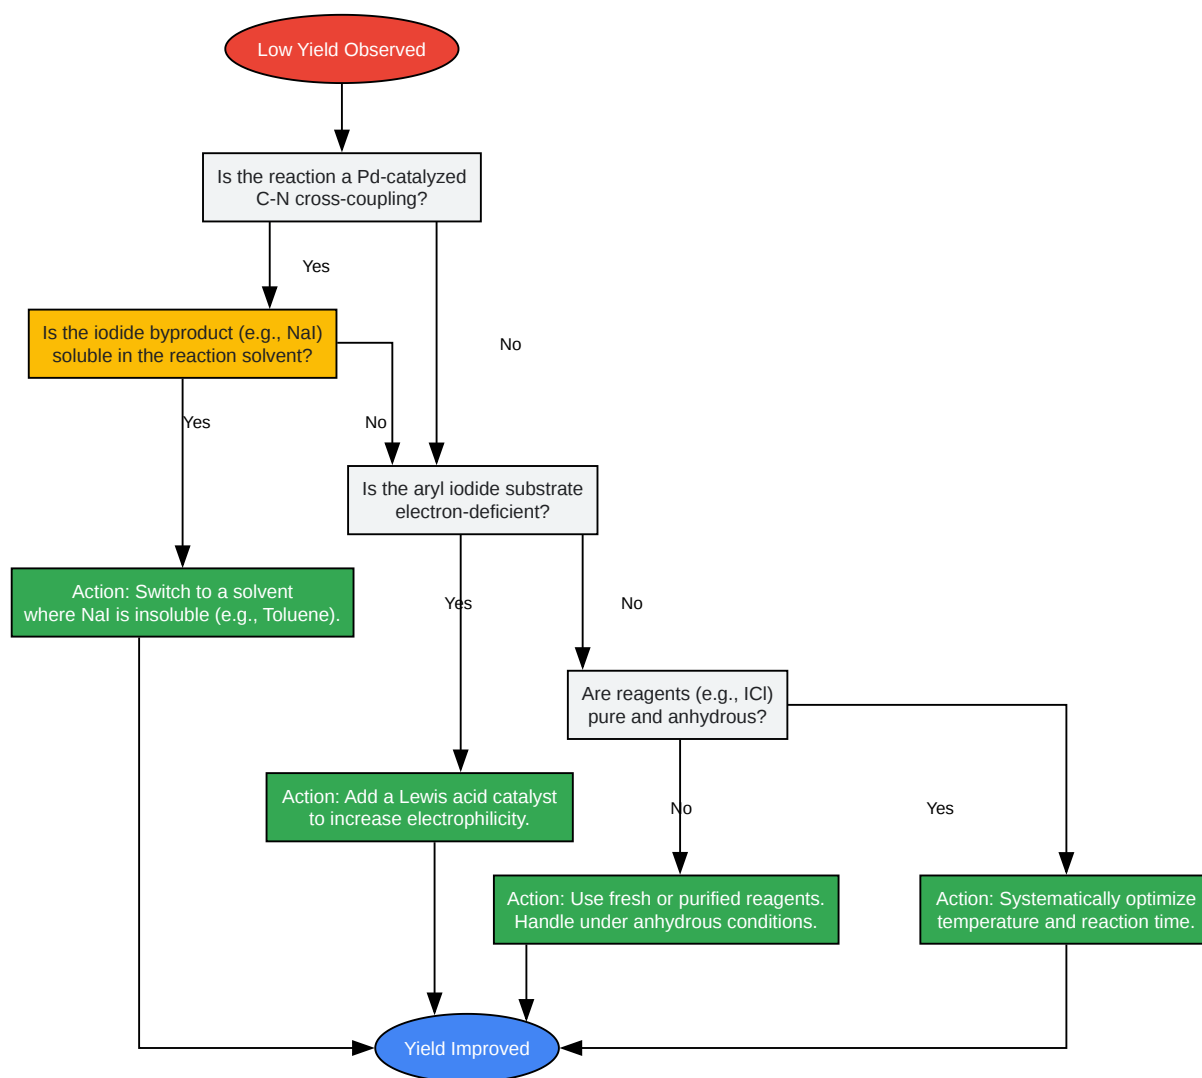 Low Yield Observed
Is the reaction a Pd-catalyzed
C-N cross-coupling?
Yes
Is the iodide byproduct (e.g., NaI)
soluble in the reaction solvent?
No
Yes
No
Is the aryl iodide substrate
electron-deficient?
Action: Switch to a solvent
where NaI is insoluble (e.g., Toluene).
Yes
No
Are reagents (e.g., ICl)
pure and anhydrous?
Action: Add a Lewis acid catalyst
to increase electrophilicity.
No
Yes
Action: Use fresh or purified reagents.
Handle under anhydrous conditions.
Action: Systematically optimize
temperature and reaction time.
Yield Improved